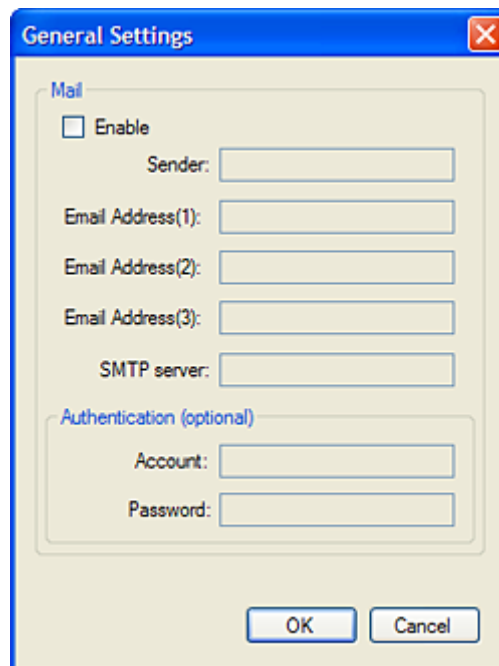 General Settings
Mail
Enable
Sender:
Email Address(1):
Email Address(2):
Email Address(3):
SMTP server:
Authentication (optional)
Account:
Password:
OK Cancel